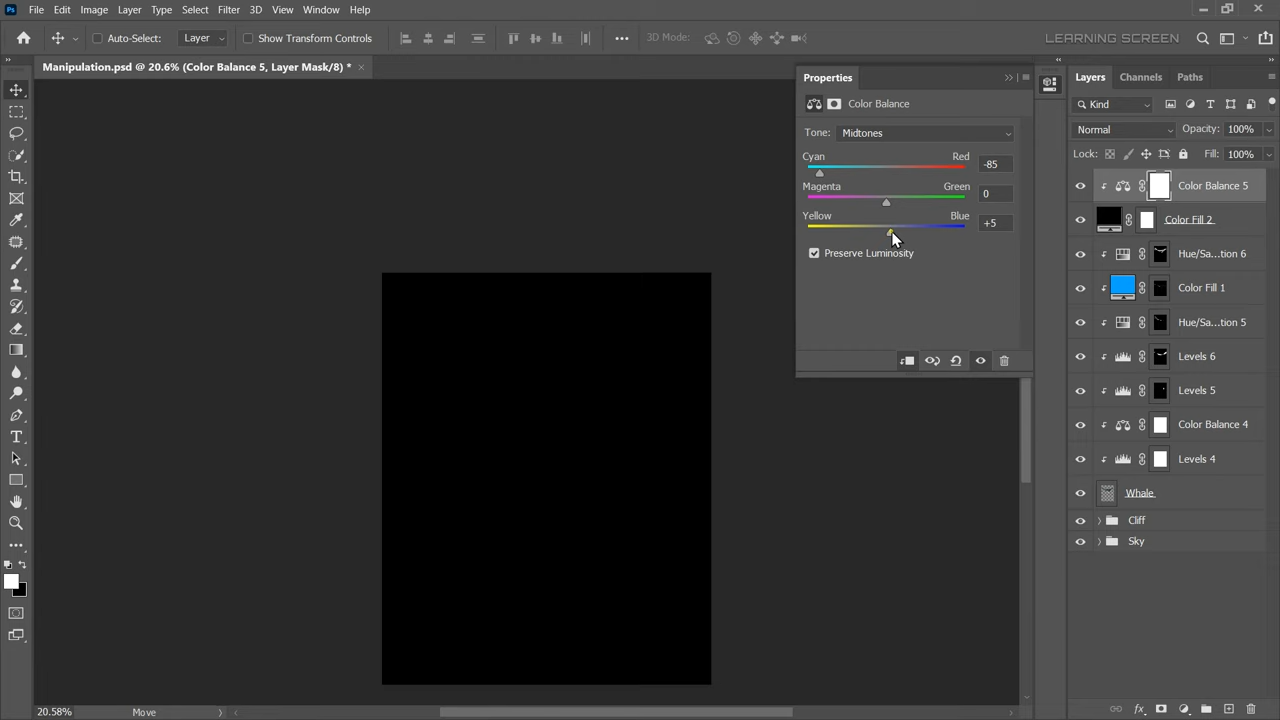 Ps File Edit Image Layer Type Select Filter 3D View Window Help
Auto-Select: Layer Show Transform Controls 3D Mode: LEARNING SCREEN
Manipulation.psd @ 20.6% (Color Balance 5, Layer Mask/8) *
Properties
Color Balance
Tone: Midtones
Cyan Red -85
Magenta Green 0
Yellow Blue +5
Preserve Luminosity
Layers Channels Paths
Kind
Normal Opacity: 100%
Lock: Fill: 100%
Color Balance 5
Color Fill 2
Hue/Sa...tion 6
Color Fill 1
Hue/Sa...tion 5
Levels 6
Levels 5
Color Balance 4
Levels 4
Whale
Cliff
Sky
20.58% Move